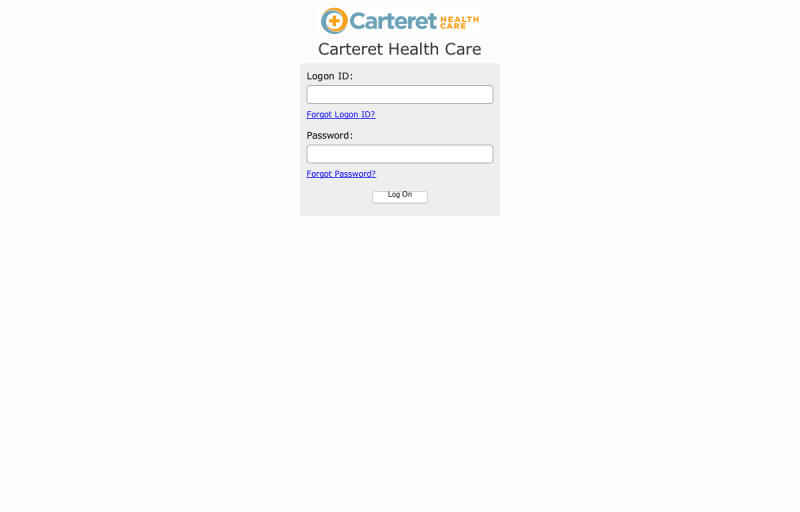 Carteret HEALTH CARE
Carteret Health Care
Logon ID:
Forgot Logon ID?
Password:
Forgot Password?
Log On